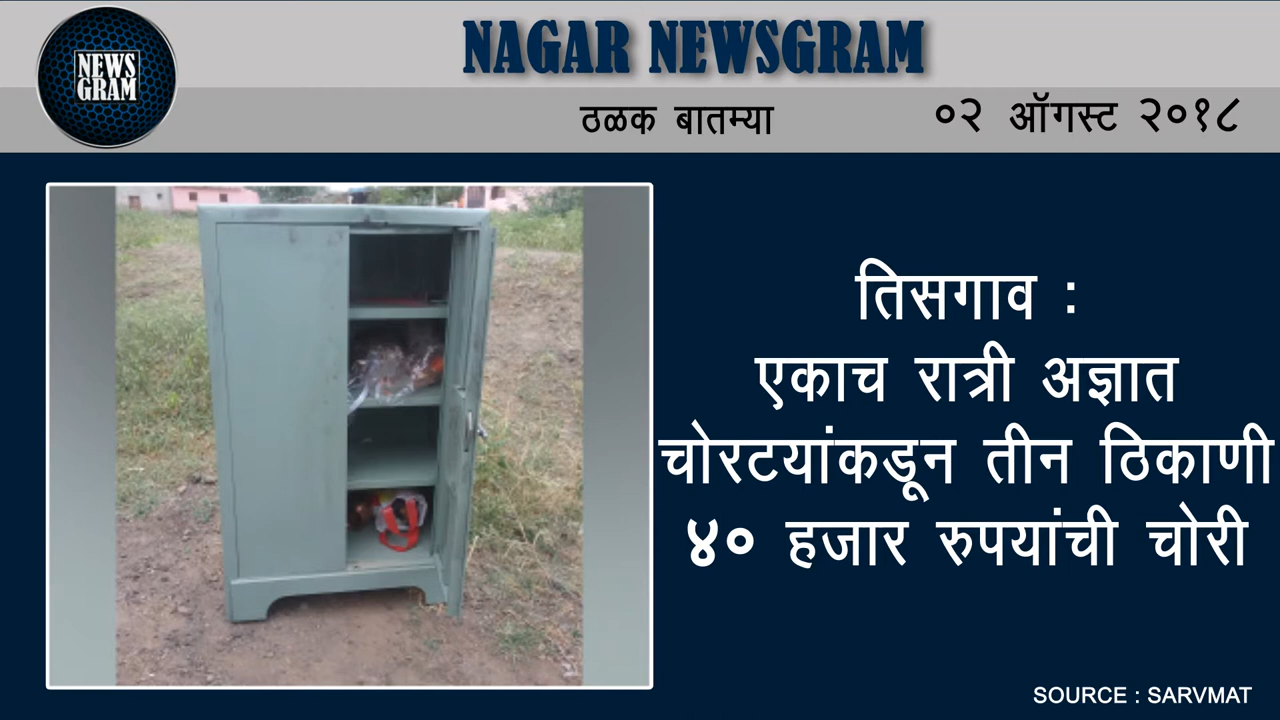 NEWS
GRAM
NAGAR NEWSGRAM
ठळक बातम्या
०२ ऑगस्ट २०१८
तिसगाव :
एकाच रात्री अज्ञात
चोरटयांकडून तीन ठिकाणी
४० हजार रुपयांची चोरी
SOURCE : SARVMAT